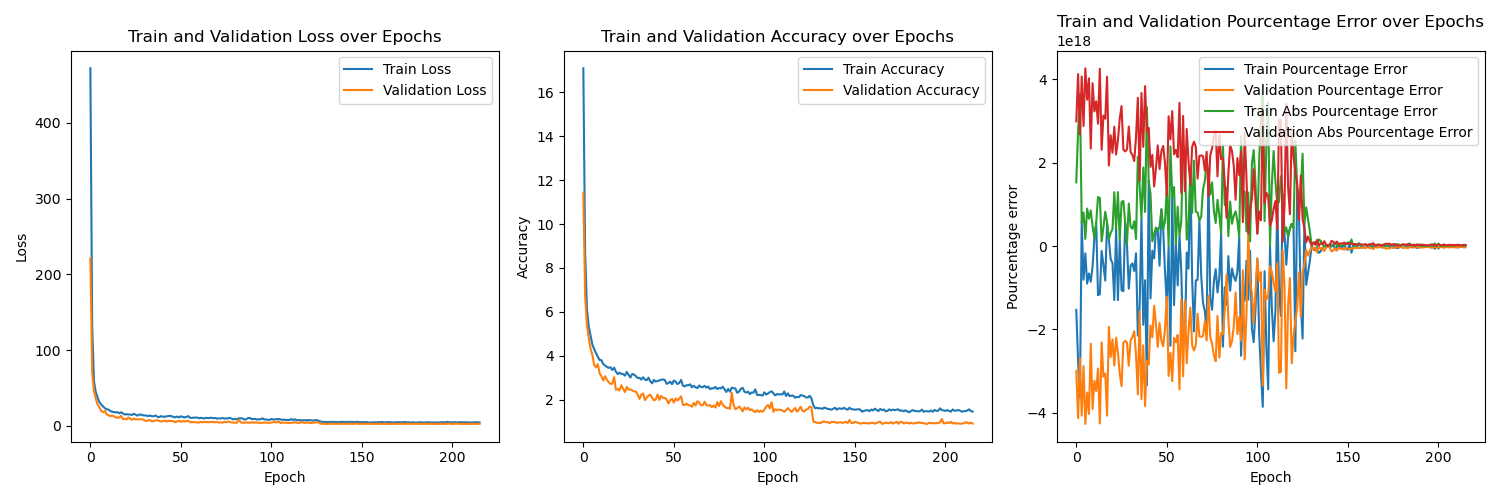 Train and Validation Loss over Epochs
Train Loss
Validation Loss
Loss
400
300
200
100
0
0
50
100
150
200
Epoch
Train and Validation Accuracy over Epochs
Train Accuracy
Validation Accuracy
Accuracy
16
14
12
10
8
6
4
2
0
50
100
150
200
Epoch
Train and Validation Pourcentage Error over Epochs
1e18
Train Pourcentage Error
Validation Pourcentage Error
Train Abs Pourcentage Error
Validation Abs Pourcentage Error
Pourcentage error
4
2
0
−2
−4
0
50
100
150
200
Epoch